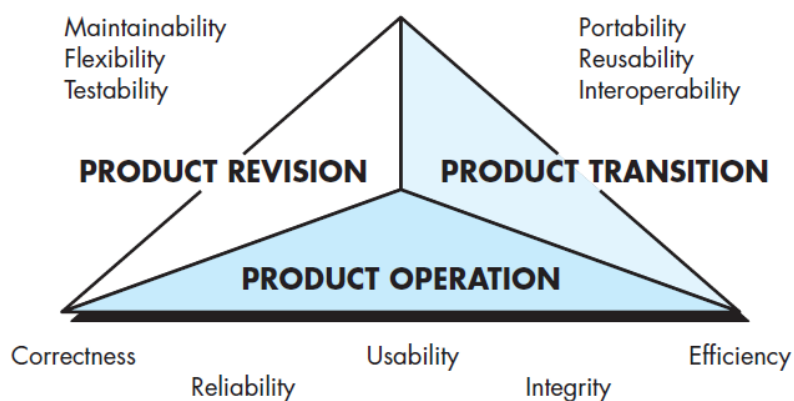 Maintainability
Flexibility
Testability
Portability
Reusability
Interoperability
PRODUCT REVISION
PRODUCT TRANSITION
PRODUCT OPERATION
Correctness
Usability
Efficiency
Reliability
Integrity